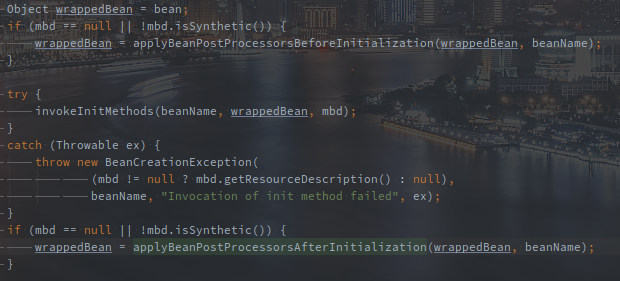 Object wrappedBean = bean;
if (mbd == null || !mbd.isSynthetic()) {
wrappedBean = applyBeanPostProcessorsBeforeInitialization(wrappedBean, beanName);
}
try {
invokeInitMethods(beanName, wrappedBean, mbd);
}
catch (Throwable ex) {
throw new BeanCreationException(
(mbd != null ? mbd.getResourceDescription() : null),
beanName, "Invocation of init method failed", ex);
}
if (mbd == null || !mbd.isSynthetic()) {
wrappedBean = applyBeanPostProcessorsAfterInitialization(wrappedBean, beanName);
}